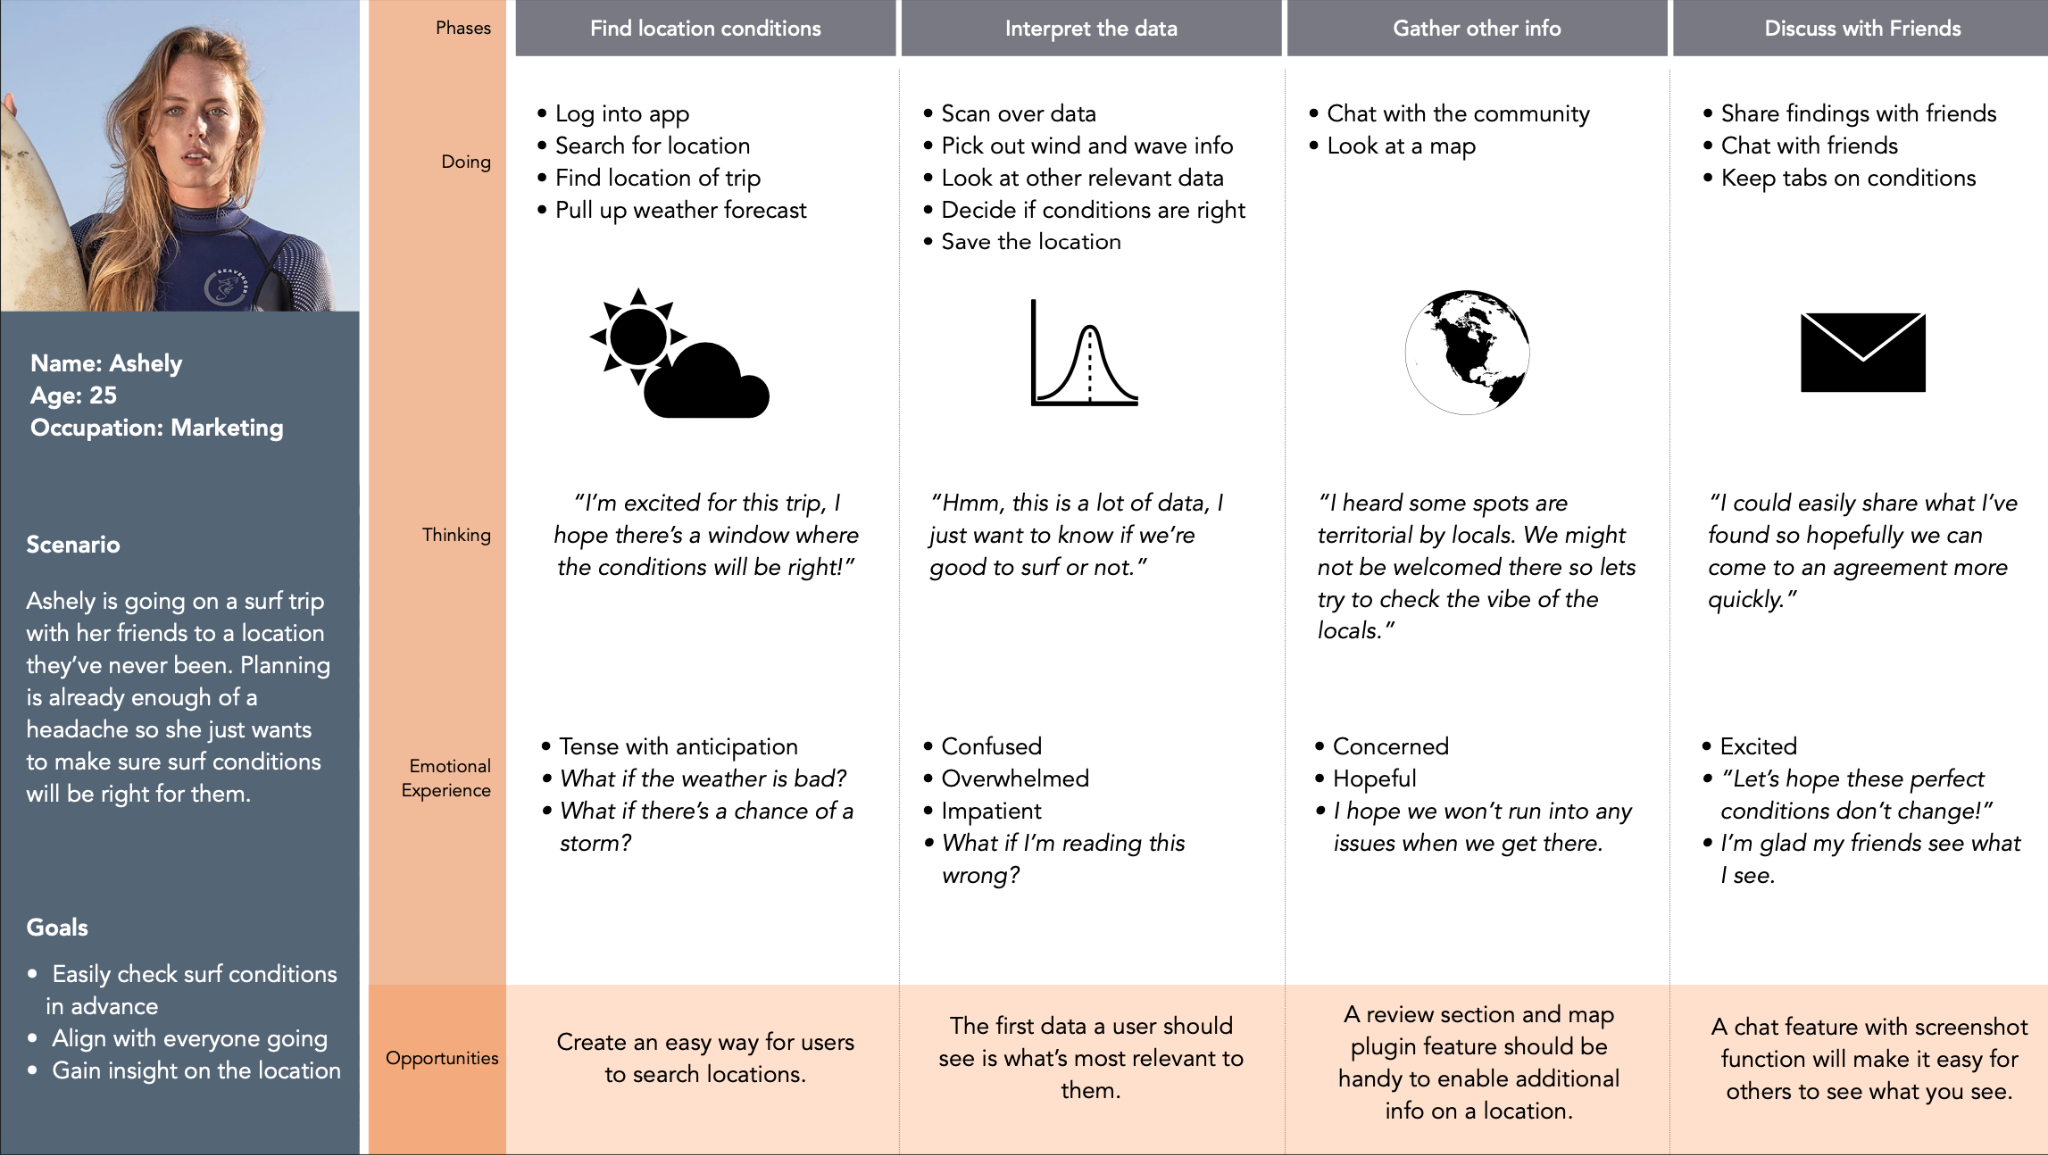 Phases
Find location conditions
Interpret the data
Gather other info
Discuss with Friends
Doing
• Log into app
• Search for location
• Find location of trip
• Pull up weather forecast
• Scan over data
• Pick out wind and wave info
• Look at other relevant data
• Decide if conditions are right
• Save the location
• Chat with the community
• Look at a map
• Share findings with friends
• Chat with friends
• Keep tabs on conditions
Name: Ashely
Age: 25
Occupation: Marketing
Scenario
Ashely is going on a surf trip
with her friends to a location
they’ve never been. Planning
is already enough of a
headache so she just wants
to make sure surf conditions
will be right for them.
Goals
• Easily check surf conditions
in advance
• Align with everyone going
• Gain insight on the location
Thinking
“I’m excited for this trip, I
hope there’s a window where
the conditions will be right!”
“Hmm, this is a lot of data, I
just want to know if we’re
good to surf or not.”
“I heard some spots are
territorial by locals. We might
not be welcomed there so lets
try to check the vibe of the
locals.”
“I could easily share what I’ve
found so hopefully we can
come to an agreement more
quickly.”
Emotional
Experience
• Tense with anticipation
• What if the weather is bad?
• What if there’s a chance of a
storm?
• Confused
• Overwhelmed
• Impatient
• What if I’m reading this
wrong?
• Concerned
• Hopeful
• I hope we won’t run into any
issues when we get there.
• Excited
• “Let’s hope these perfect
conditions don’t change!”
• I’m glad my friends see what
I see.
Opportunities
Create an easy way for users
to search locations.
The first data a user should
see is what’s most relevant to
them.
A review section and map
plugin feature should be
handy to enable additional
info on a location.
A chat feature with screenshot
function will make it easy for
others to see what you see.